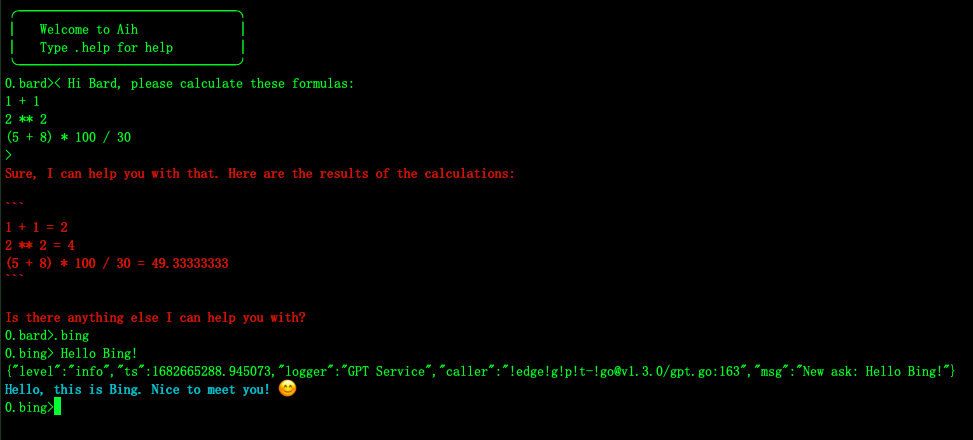 Welcome to Aih
Type .help for help
0.bard>< Hi Bard, please calculate these formulas:
1 + 1
2 ** 2
(5 + 8) * 100 / 30
>
Sure, I can help you with that. Here are the results of the calculations:
```
1 + 1 = 2
2 ** 2 = 4
(5 + 8) * 100 / 30 = 49.33333333
```
Is there anything else I can help you with?
0.bard>.bing
0.bing> Hello Bing!
{"level":"info","ts":1682665288.945073,"logger":"GPT Service","caller":"!edge!g!p!t-!go@v1.3.0/gpt.go:163","msg":"New ask: Hello Bing!"}
Hello, this is Bing. Nice to meet you! 😊
0.bing>